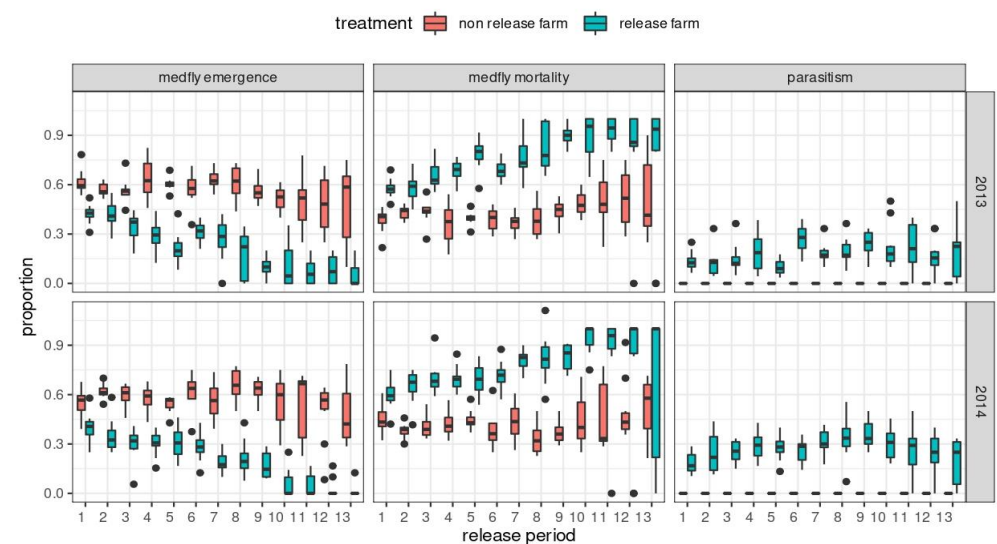 treatment non release farm release farm
medfly emergence medfly mortality parasitism
0.9
0.6
0.3
0.0
2013
proportion
0.9
0.6
0.3
0.0
2014
1 2 3 4 5 6 7 8 9 10 11 12 13 1 2 3 4 5 6 7 8 9 10 11 12 13 1 2 3 4 5 6 7 8 9 10 11 12 13
release period